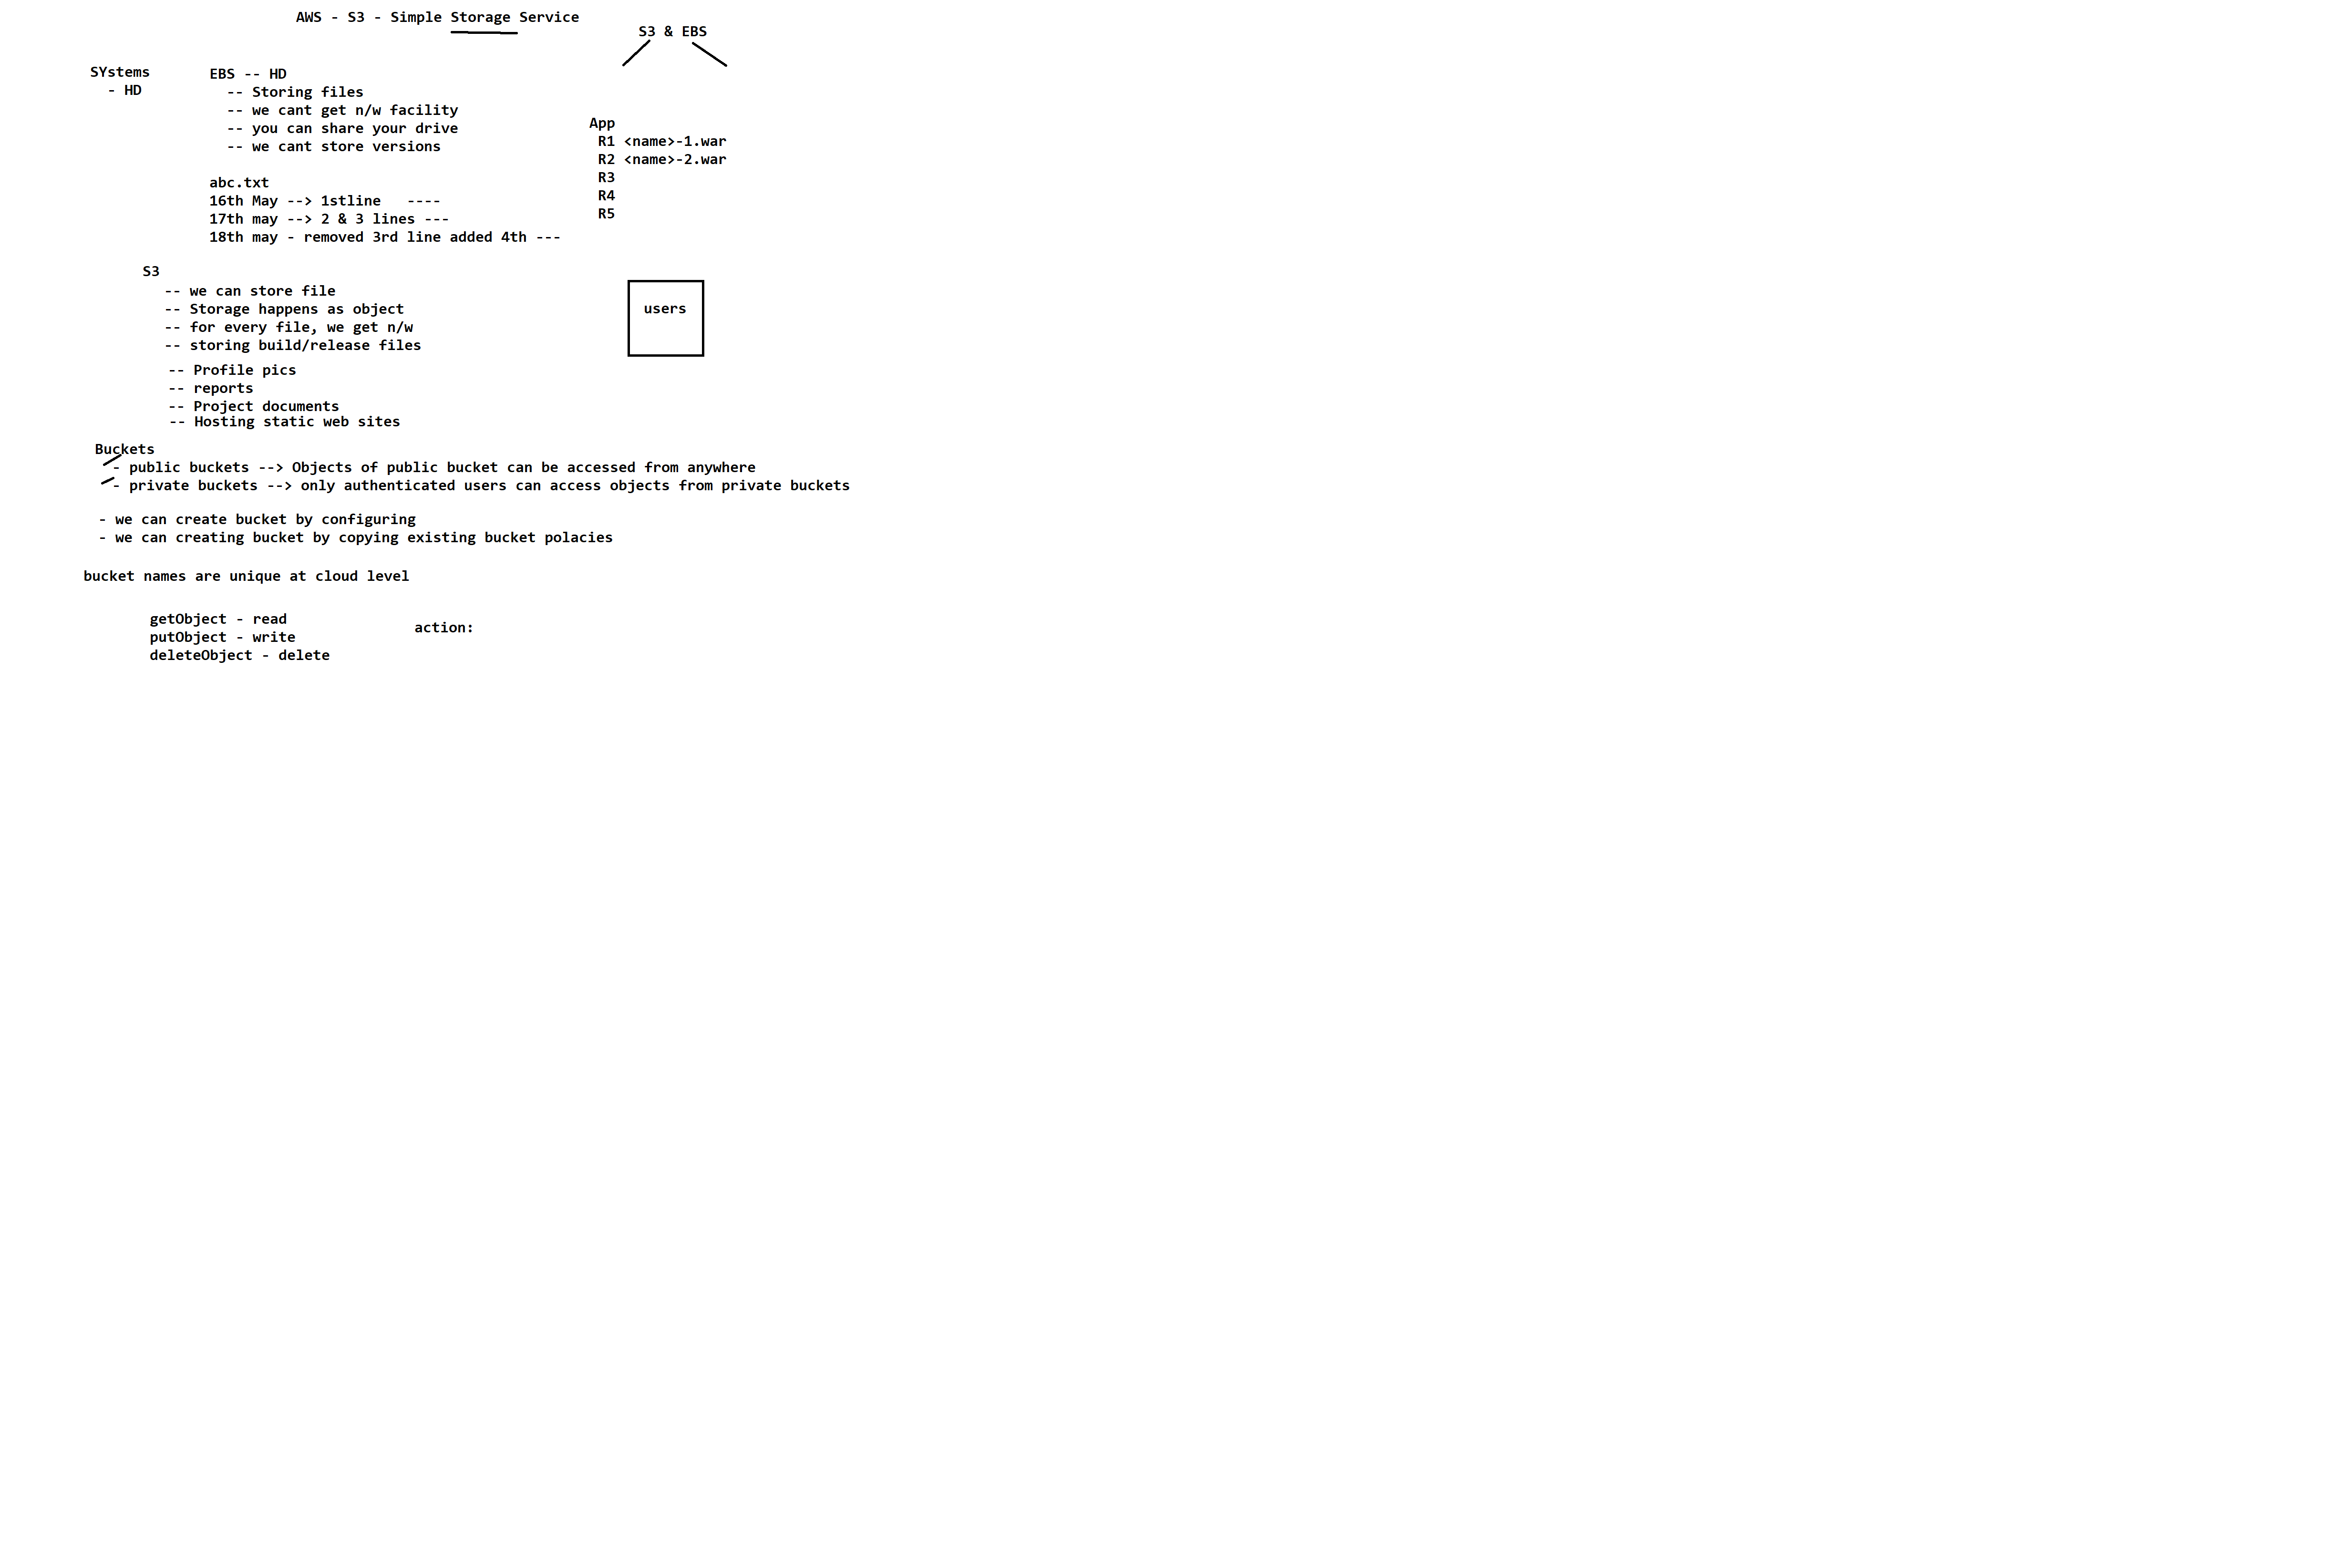 AWS - S3 - Simple Storage Service
S3 & EBS
SYstems
- HD
EBS -- HD
-- Storing files
-- we cant get n/w facility
-- you can share your drive
-- we cant store versions
App
R1 <name>-1.war
R2 <name>-2.war
R3
R4
R5
abc.txt
16th May --> 1stline ----
17th may --> 2 & 3 lines ---
18th may - removed 3rd line added 4th ---
S3
-- we can store file
-- Storage happens as object
-- for every file, we get n/w
-- storing build/release files
-- Profile pics
-- reports
-- Project documents
-- Hosting static web sites
users
Buckets
- public buckets --> Objects of public bucket can be accessed from anywhere
- private buckets --> only authenticated users can access objects from private buckets
- we can create bucket by configuring
- we can creating bucket by copying existing bucket polacies
bucket names are unique at cloud level
getObject - read
putObject - write
deleteObject - delete
action: